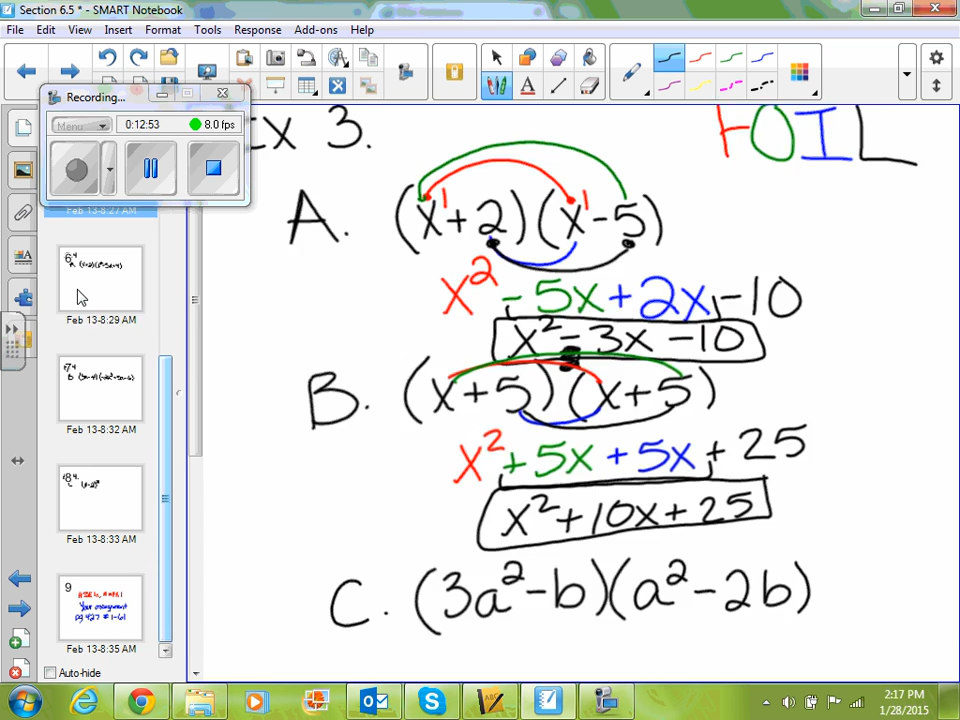 Section 6.5 * - SMART Notebook
File Edit View Insert Format Tools Response Add-ons Help
Recording...
Menu 0:12:53 8.0 fps
Feb 13-8:27 AM
Feb 13-8:29 AM
Feb 13-8:32 AM
Feb 13-8:33 AM
9
Your assignment
pg 427 # 1-61
Feb 13-8:35 AM
Auto-hide
Ex 3. FOIL
A. (x¹+2)(x¹-5)
x² -5x+2x-10
x²-3x-10
B. (x+5)(x+5)
x²+5x+5x+25
x²+10x+25
C. (3a²-b)(a²-2b)
2:17 PM
1/28/2015